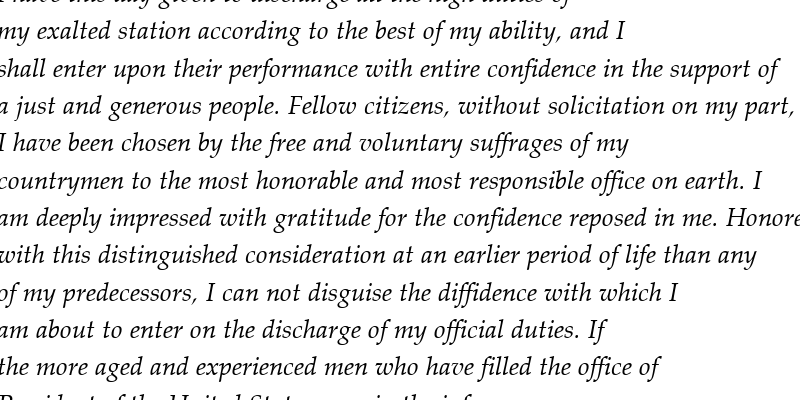 my exalted station according to the best of my ability, and I
shall enter upon their performance with entire confidence in the support of
a just and generous people. Fellow citizens, without solicitation on my part,
I have been chosen by the free and voluntary suffrages of my
countrymen to the most honorable and most responsible office on earth. I
am deeply impressed with gratitude for the confidence reposed in me. Honore
with this distinguished consideration at an earlier period of life than any
of my predecessors, I can not disguise the diffidence with which I
am about to enter on the discharge of my official duties. If
the more aged and experienced men who have filled the office of